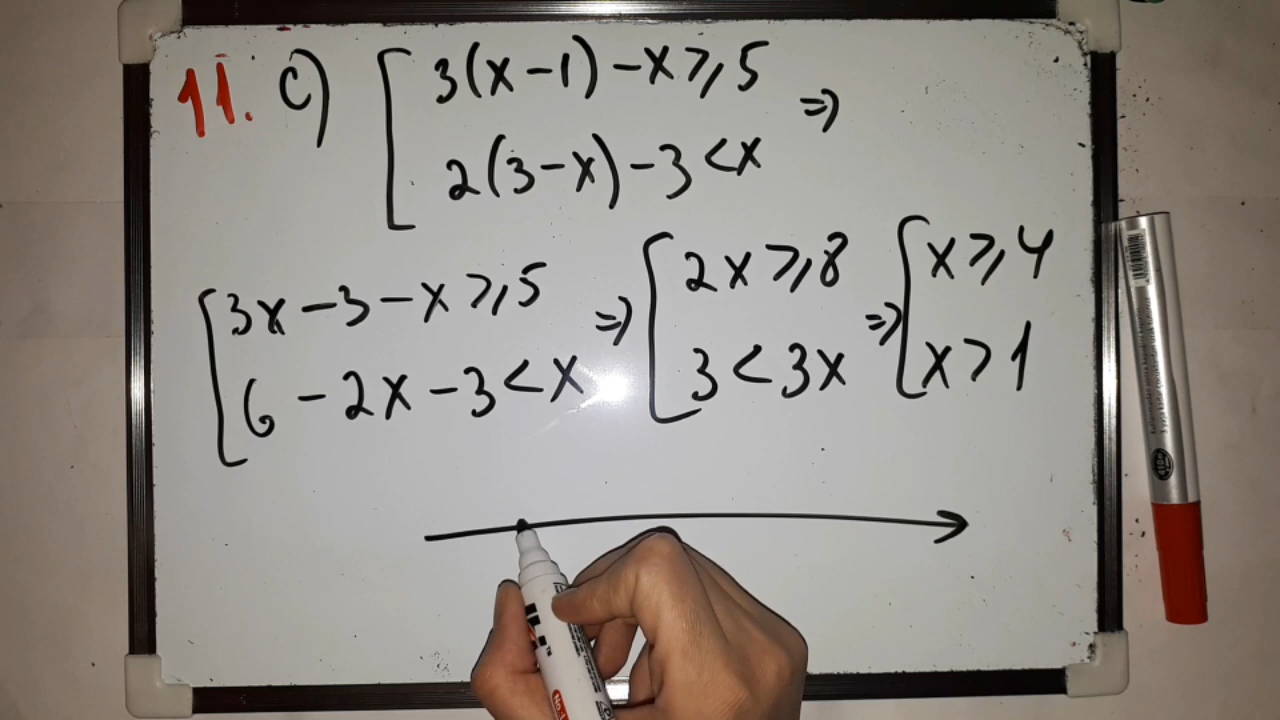 11. c) [ 3(x-1)-x ⩾ 5
2(3-x)-3 < x ⇒
[ 3x-3-x ⩾ 5 ⇒ [ 2x ⩾ 8 ⇒ [ x ⩾ 4
6-2x-3 < x 3 < 3x x > 1